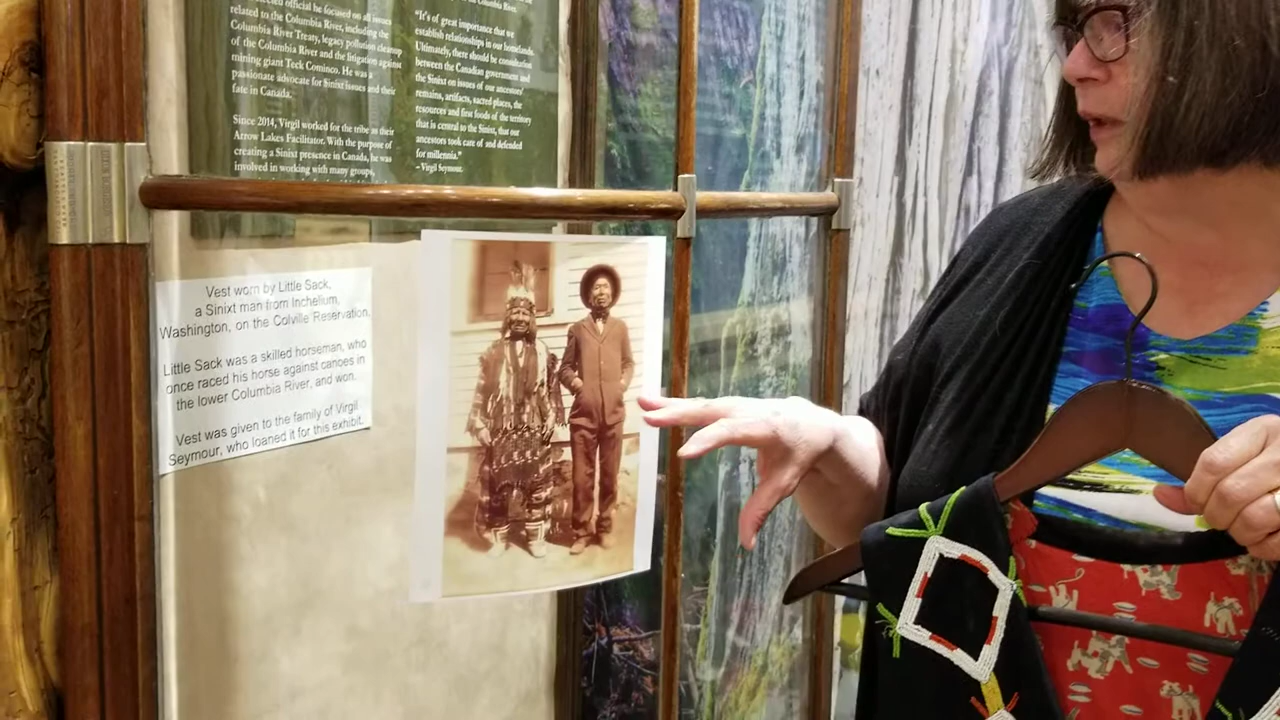 elected official he focused on all issues
related to the Columbia River, including the
Columbia River Treaty, legacy pollution cleanup
of the Columbia River and the litigation against
mining giant Teck Cominco. He was a
passionate advocate for Sinixt issues and their
fate in Canada.
Since 2014, Virgil worked for the tribe as their
Arrow Lakes Facilitator. With the purpose of
creating a Sinixt presence in Canada, he was
involved in working with many groups,
Columbia River.
"It's of great importance that we
establish relationships in our homelands.
Ultimately, there should be consultation
between the Canadian government and
the Sinixt on issues of our ancestors'
remains, artifacts, sacred places, the
resources and first foods of the territory
that is central to the Sinixt, that our
ancestors took care of and defended
for millennia."
– Virgil Seymour.
Vest worn by Little Sack,
a Sinixt man from Inchelium,
Washington, on the Colville Reservation.
Little Sack was a skilled horseman, who
once raced his horse against canoes in
the lower Columbia River, and won.
Vest was given to the family of Virgil
Seymour, who loaned it for this exhibit.